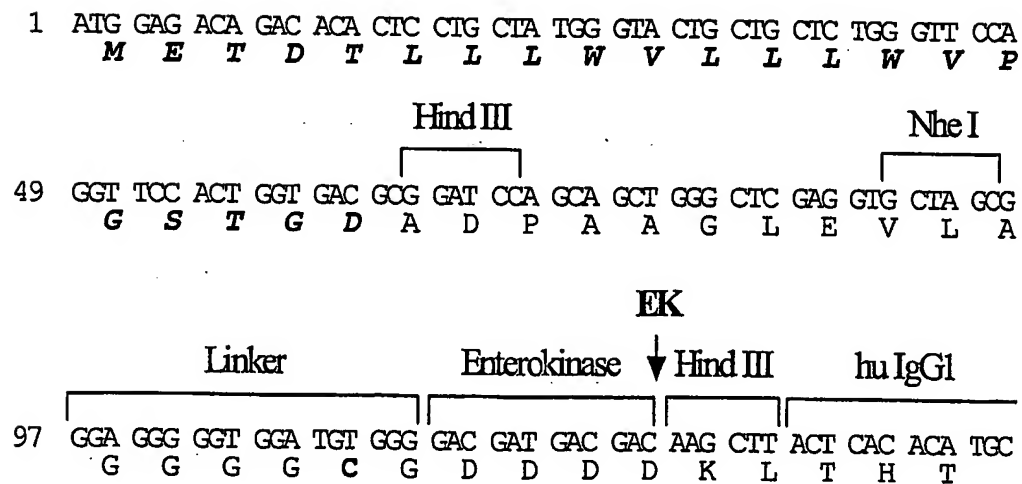 1 ATG GAG ACA GAC ACA CTC CTG CTA TGG GTA CTG CTG CTC TGG GTT CCA
M E T D T L L L W V L L L W V P
Hind III Nhe I
49 GGT TCC ACT GGT GAC GCG GAT CCA GCA GCT GGG CTC GAG GTG CTA GCG
G S T G D A D P A A G L E V L A
EK
Linker Enterokinase Hind III hu IgG1
97 GGA GGG GGT GGA TGT GGG GAC GAT GAC GAC AAG CTT ACT CAC ACA TGC
G G G G C G D D D D K L T H T